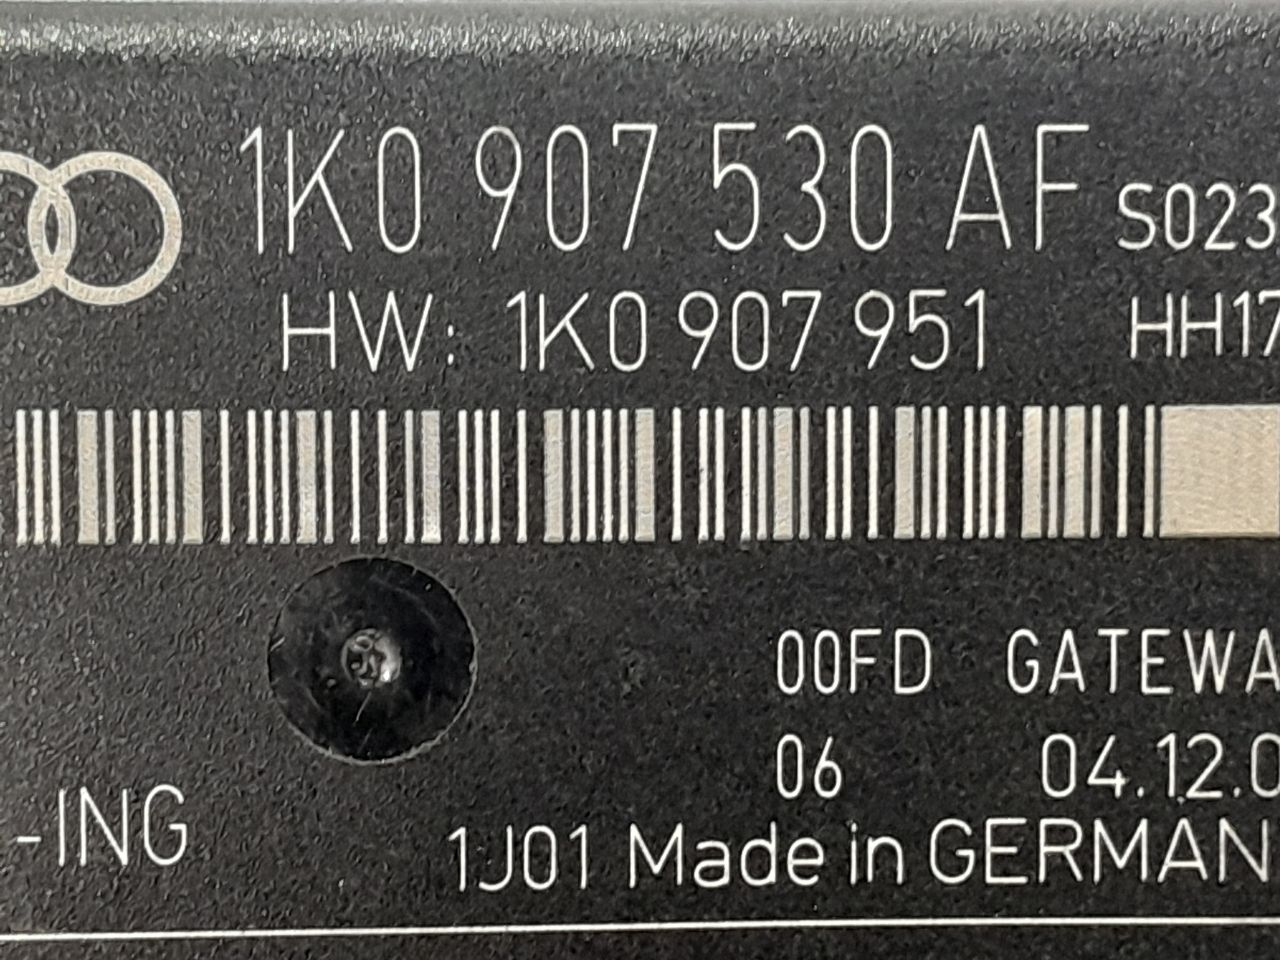 1K0 907 530 AF S023
HW: 1K0 907 951 HH17
00FD GATEWA
06 04.12.0
-ING
1J01 Made in GERMAN